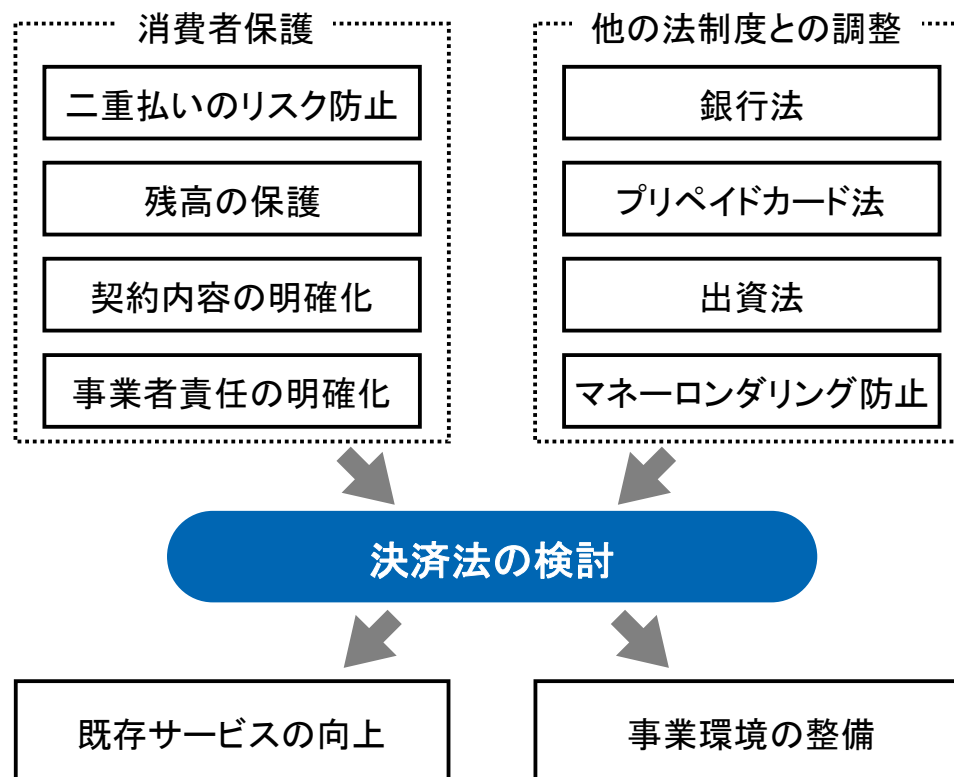 消費者保護
二重払いのリスク防止
残高の保護
契約内容の明確化
事業者責任の明確化
他の法制度との調整
銀行法
プリペイドカード法
出資法
マネーロンダリング防止
決済法の検討
既存サービスの向上
事業環境の整備